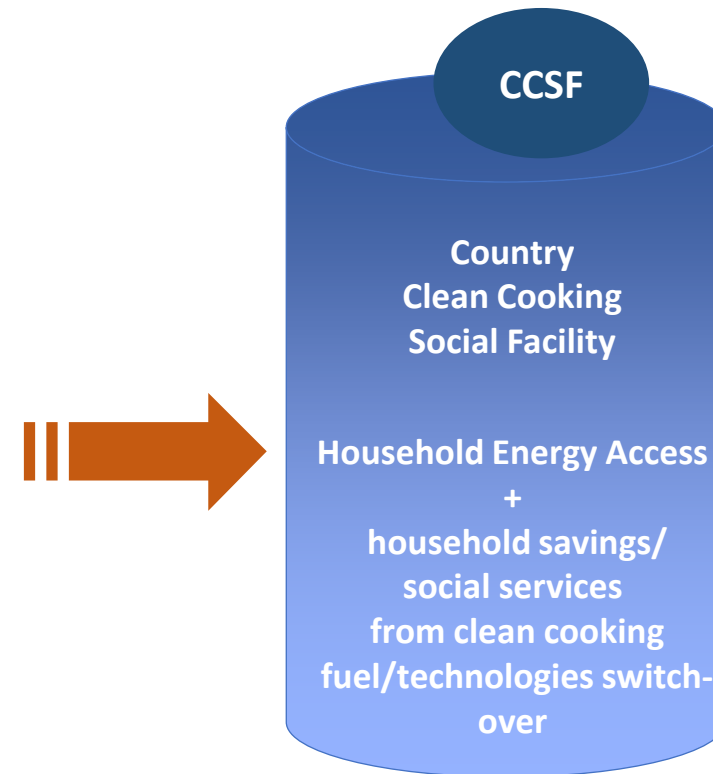 CCSF
Country
Clean Cooking
Social Facility
Household Energy Access
+
household savings/
social services
from clean cooking
fuel/technologies switch-
over